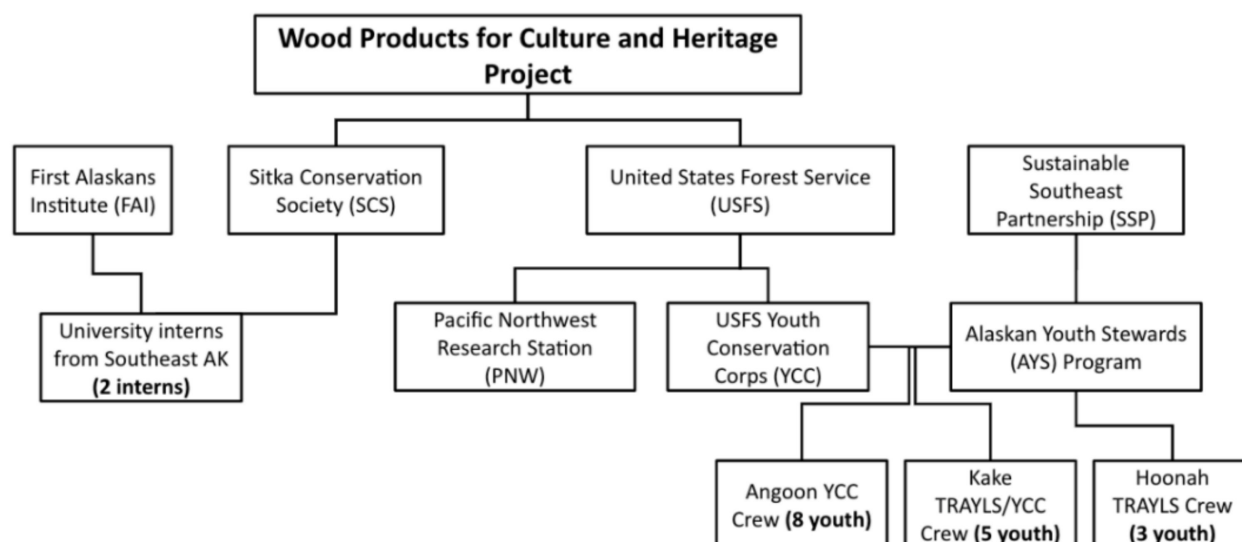 Wood Products for Culture and Heritage
Project
First Alaskans
Institute (FAI)
Sitka Conservation
Society (SCS)
United States Forest Service
(USFS)
Sustainable
Southeast
Partnership (SSP)
University interns
from Southeast AK
(2 interns)
Pacific Northwest
Research Station
(PNW)
USFS Youth
Conservation
Corps (YCC)
Alaskan Youth Stewards
(AYS) Program
Angoon YCC
Crew (8 youth)
Kake
TRAYLS/YCC
Crew (5 youth)
Hoonah
TRAYLS Crew
(3 youth)